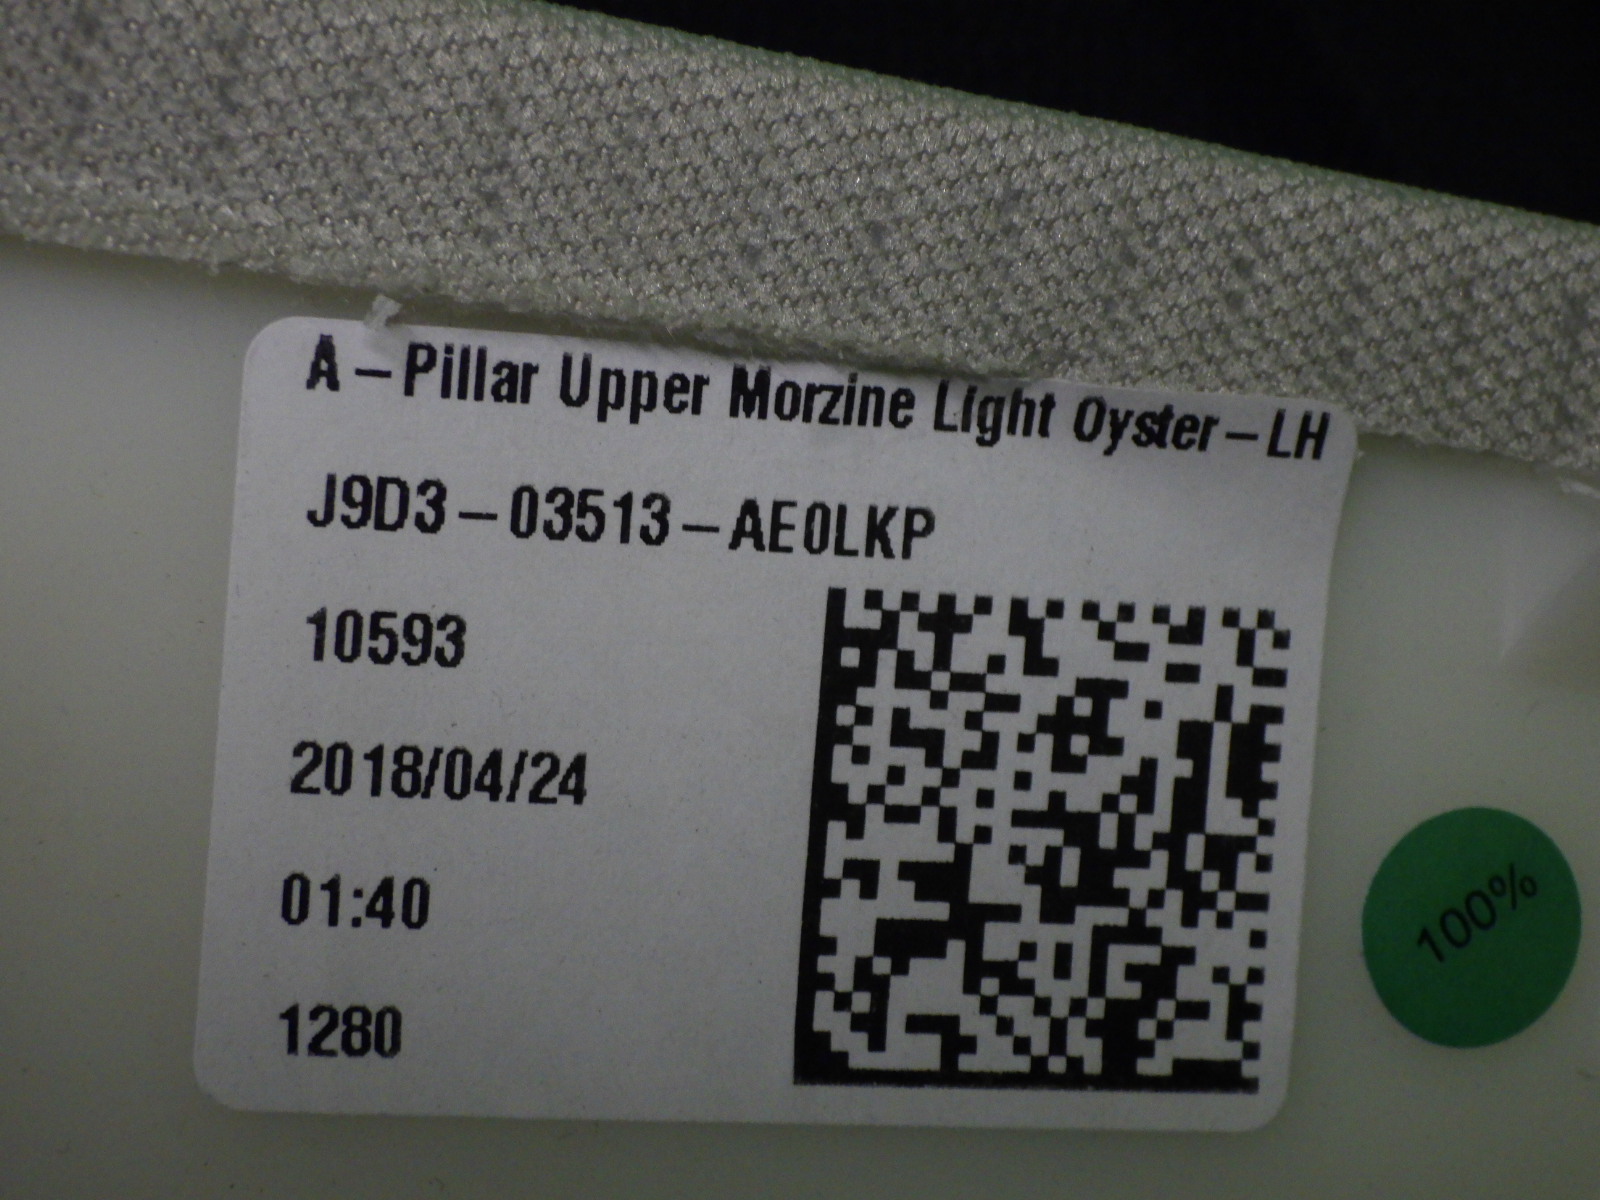 A-Pillar Upper Morzine Light Oyster-LH
J9D3-03513-AE0LKP
10593
2018/04/24
01:40
1280
100%